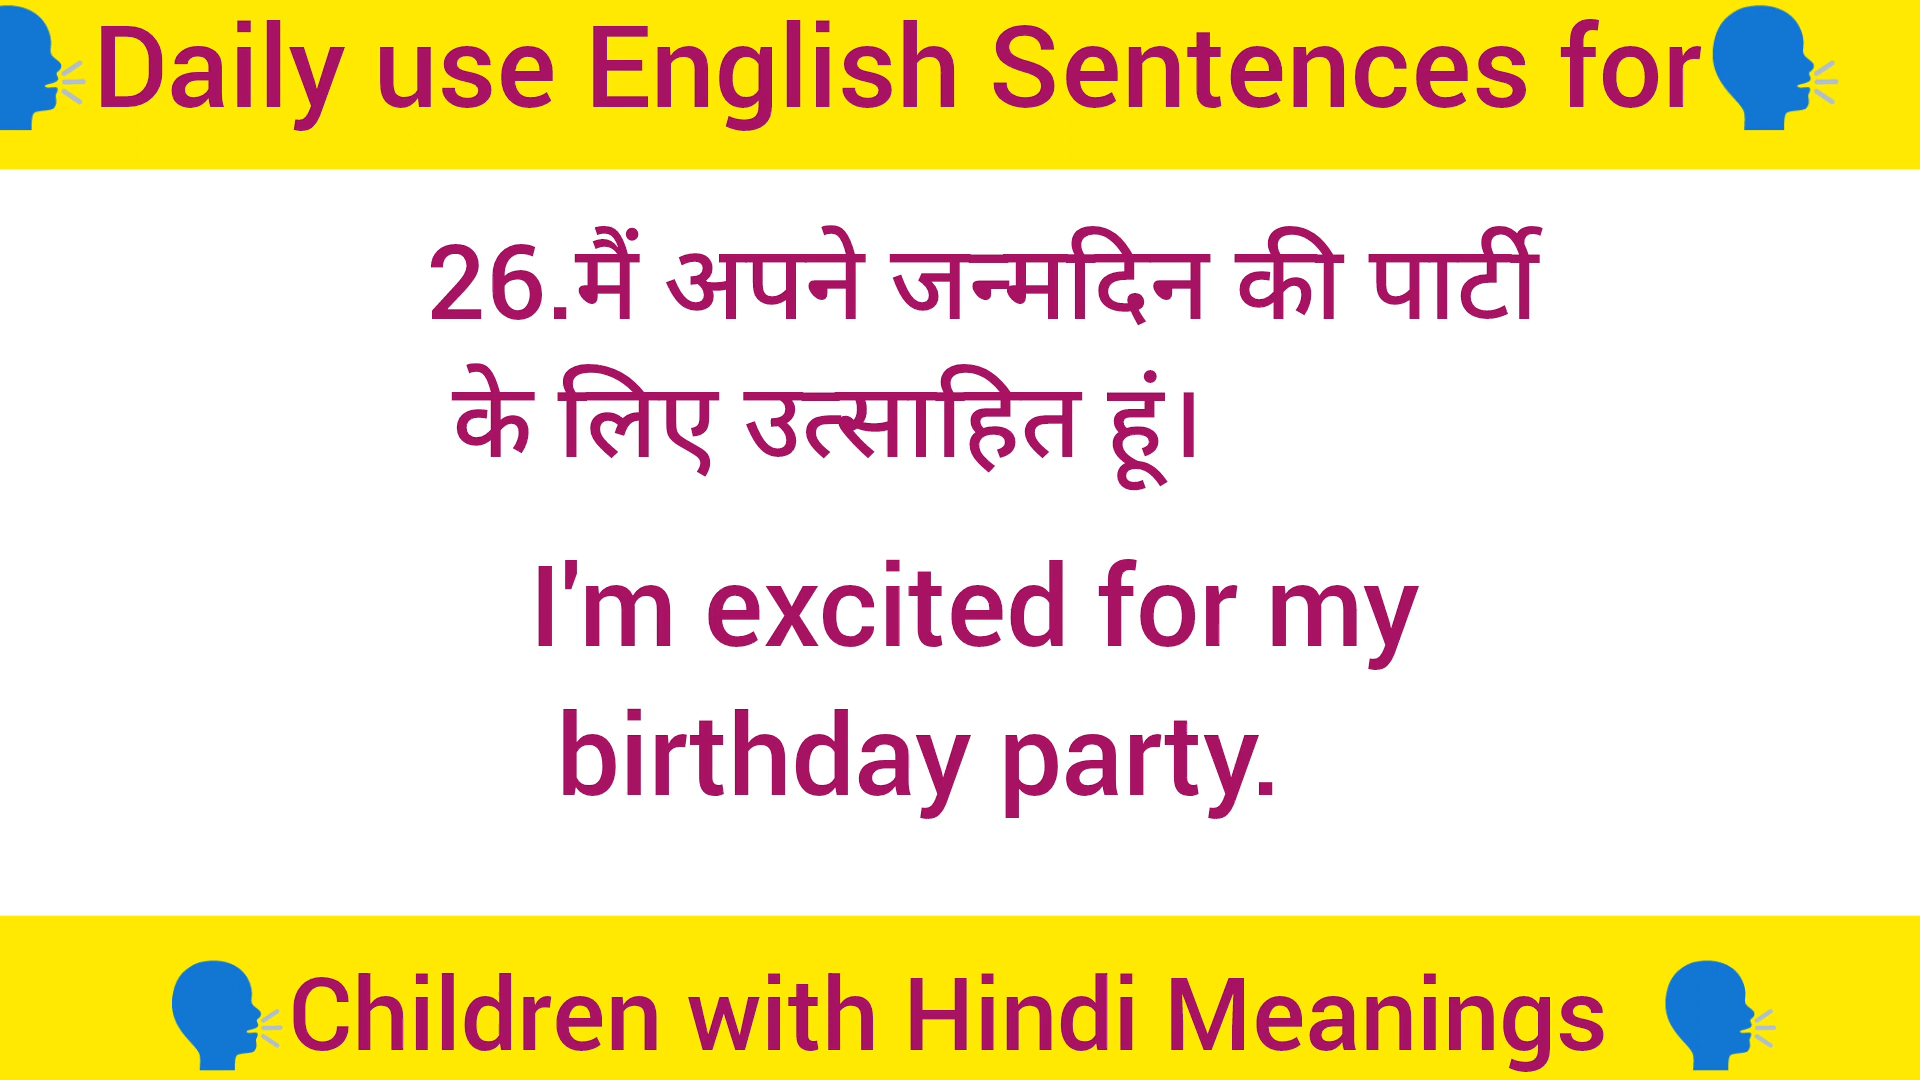 Daily use English Sentences for
26.मैं अपने जन्मदिन की पार्टी
के लिए उत्साहित हूं।
I'm excited for my
birthday party.
Children with Hindi Meanings